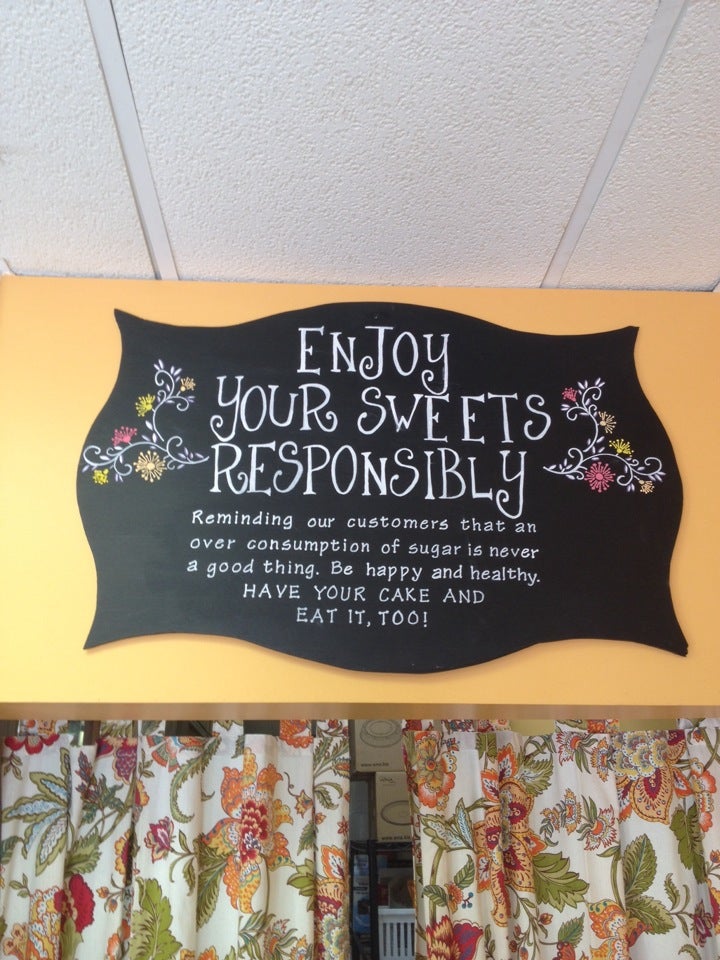 ENJOY
YOUR SWEETS
RESPONSIBLY
Reminding our customers that an
over consumption of sugar is never
a good thing. Be happy and healthy.
HAVE YOUR CAKE AND
EAT IT, TOO!